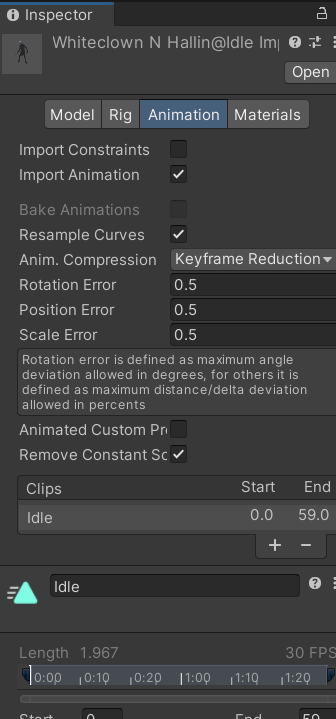 Inspector
Whiteclown N Hallin@Idle Im
Open
Model Rig Animation Materials
Import Constraints
Import Animation
Bake Animations
Resample Curves
Anim. Compression Keyframe Reduction
Rotation Error 0.5
Position Error 0.5
Scale Error 0.5
Rotation error is defined as maximum angle
deviation allowed in degrees, for others it is
defined as maximum distance/delta deviation
allowed in percents
Animated Custom Pr
Remove Constant Sc
Clips Start End
Idle 0.0 59.0
+ −
Idle
Length 1.967 30 FPS
0:00 0:10 0:20 1:00 1:10 1:20
Start 0 End 59